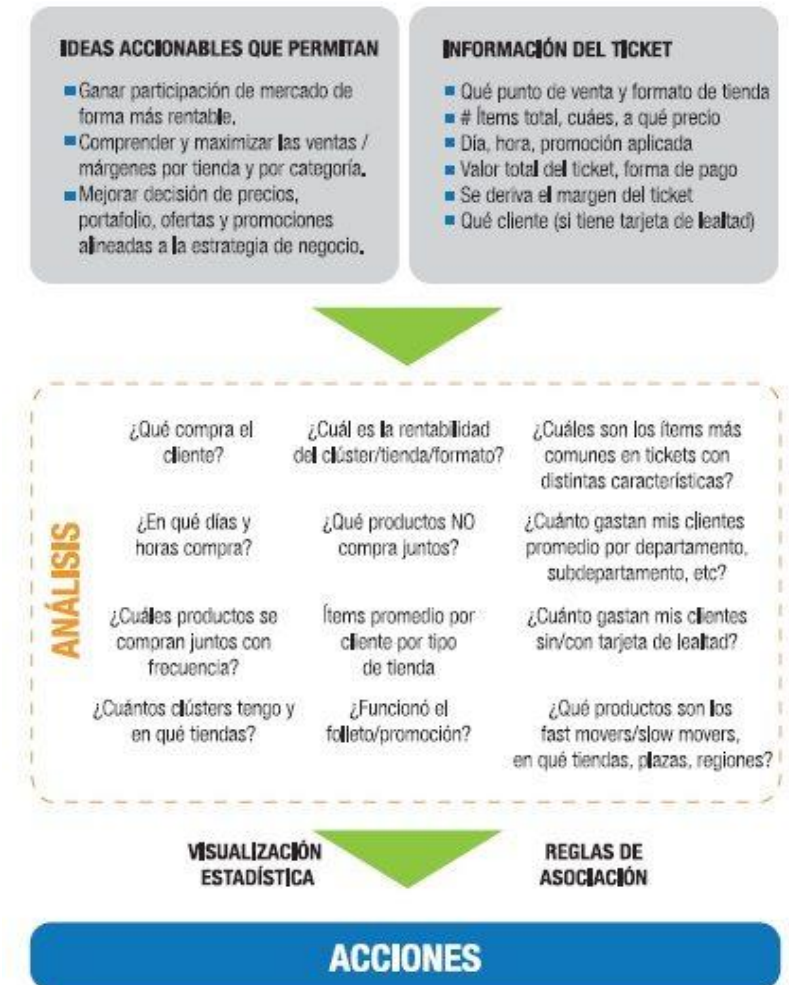 IDEAS ACCIONABLES QUE PERMITAN
Ganar participación de mercado de
forma más rentable.
Comprender y maximizar las ventas /
márgenes por tienda y por categoría.
Mejorar decisión de precios,
portafolio, ofertas y promociones
alineadas a la estrategia de negocio.
INFORMACIÓN DEL TICKET
Qué punto de venta y formato de tienda
# Ítems total, cuáes, a qué precio
Día, hora, promoción aplicada
Valor total del ticket, forma de pago
Se deriva el margen del ticket
Qué cliente (si tiene tarjeta de lealtad)
ANÁLISIS
¿Qué compra el
cliente?
¿Cuál es la rentabilidad
del clúster/tienda/formato?
¿Cuáles son los ítems más
comunes en tickets con
distintas características?
¿En qué días y
horas compra?
¿Qué productos NO
compra juntos?
¿Cuánto gastan mis clientes
promedio por departamento,
subdepartamento, etc?
¿Cuáles productos se
compran juntos con
frecuencia?
Ítems promedio por
cliente por tipo
de tienda
¿Cuánto gastan mis clientes
sin/con tarjeta de lealtad?
¿Cuántos clústers tengo y
en qué tiendas?
¿Funcionó el
folleto/promoción?
¿Qué productos son los
fast movers/slow movers,
en qué tiendas, plazas, regiones?
VISUALIZACIÓN
ESTADÍSTICA
REGLAS DE
ASOCIACIÓN
ACCIONES